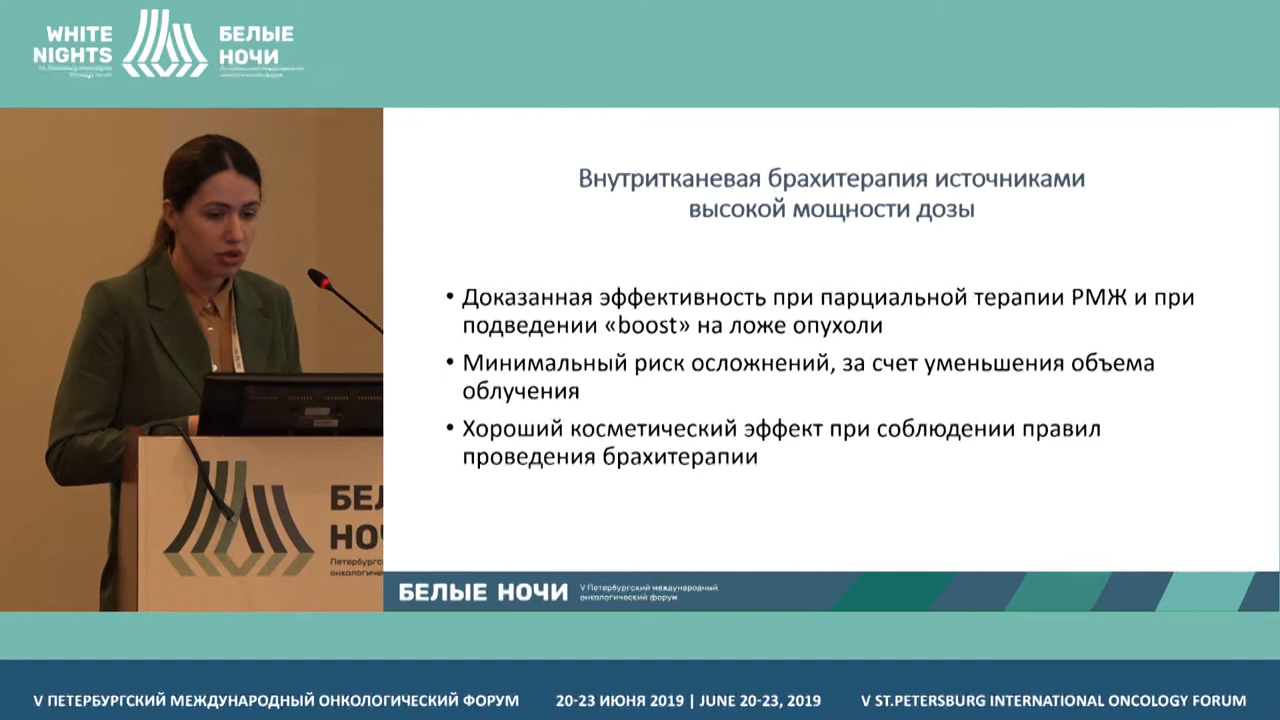 WHITE
NIGHTS
БЕЛЫЕ
НОЧИ
Внутритканевая брахитерапия источниками
высокой мощности дозы
• Доказанная эффективность при парциальной терапии РМЖ и при
подведении «boost» на ложе опухоли
• Минимальный риск осложнений, за счет уменьшения объема
облучения
• Хороший косметический эффект при соблюдении правил
проведения брахитерапии
БЕЛ
НО
Петербургс
онкологиче
БЕЛЫЕ НОЧИ
V Петербургский международный
онкологический форум
V ПЕТЕРБУРГСКИЙ МЕЖДУНАРОДНЫЙ ОНКОЛОГИЧЕСКИЙ ФОРУМ
20-23 ИЮНЯ 2019 | JUNE 20-23, 2019
V ST.PETERSBURG INTERNATIONAL ONCOLOGY FORUM